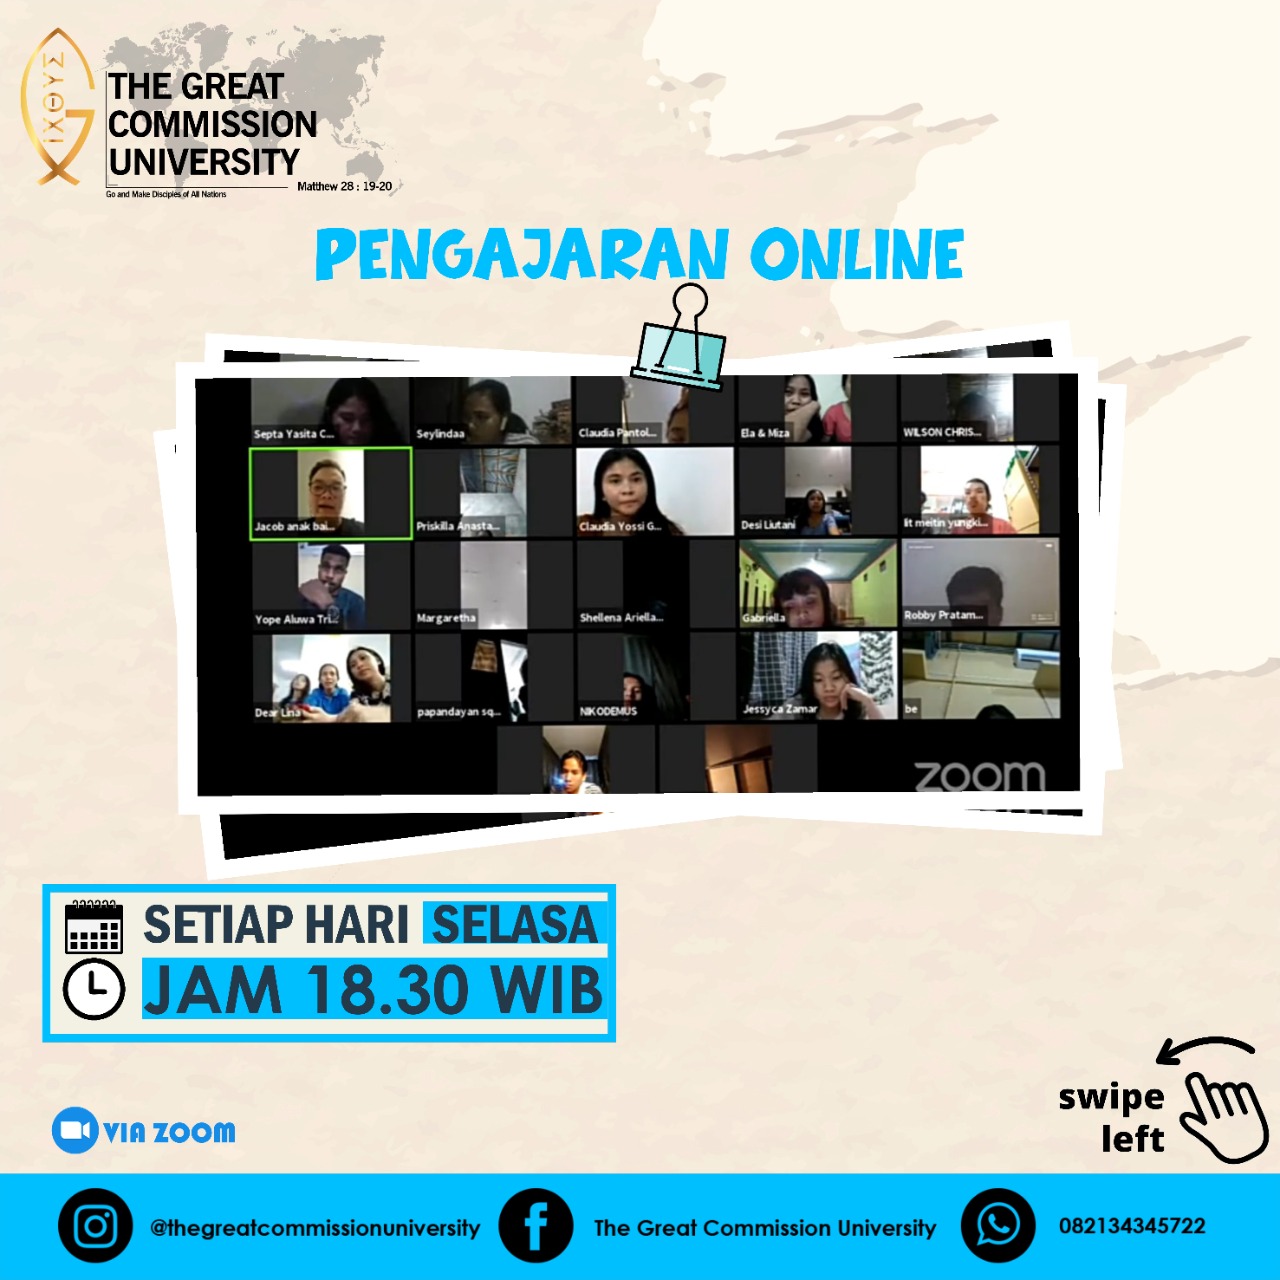 ΙΧΘΥΣ
THE GREAT
COMMISSION
UNIVERSITY
Matthew 28 : 19-20
Go and Make Disciples of All Nations
PENGAJARAN ONLINE
Septa Yasita C...
Seylindaa
Claudia Pantol...
Ela & Miza
WILSON CHRIS...
Jacob anak bai...
Priskilla Anasta...
Claudia Yossi G...
Desi Liutani
lit meitin yungki...
Yope Aluwa Tri...
Margaretha
Shellena Ariella...
Gabriella
Robby Pratam...
Dear Lina
papandayan sq...
NIKODEMUS
Jessyca Zamar
be
zoom
SETIAP HARI SELASA
JAM 18.30 WIB
swipe
left
VIA ZOOM
@thegreatcommissionuniversity
The Great Commission University
082134345722